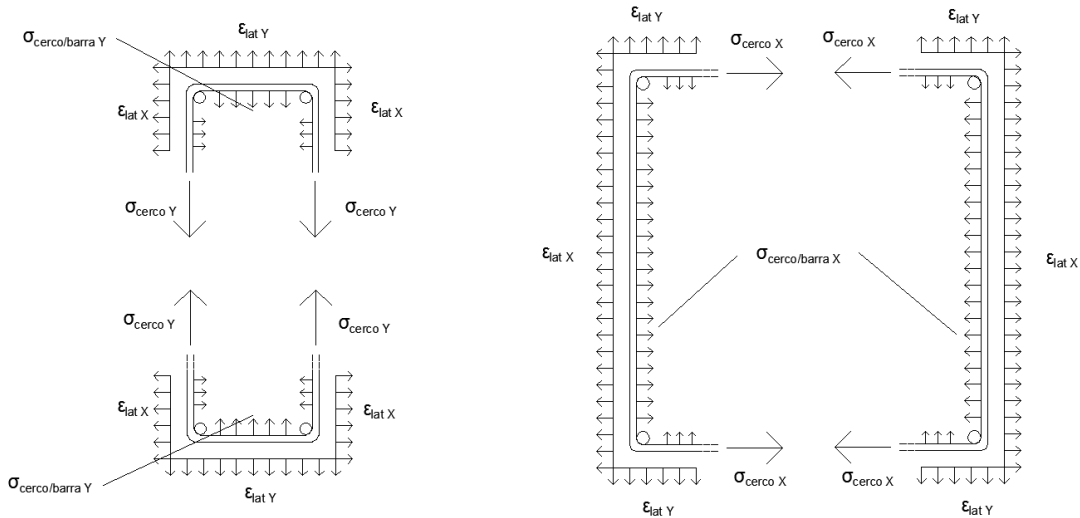 ε lat Y
σ cerco/barra Y
ε lat X
ε lat X
σ cerco Y
σ cerco Y
σ cerco Y
σ cerco Y
ε lat X
ε lat X
σ cerco/barra Y
ε lat Y
ε lat Y
ε lat Y
σ cerco X
σ cerco X
ε lat X
σ cerco/barra X
ε lat X
σ cerco X
σ cerco X
ε lat Y
ε lat Y